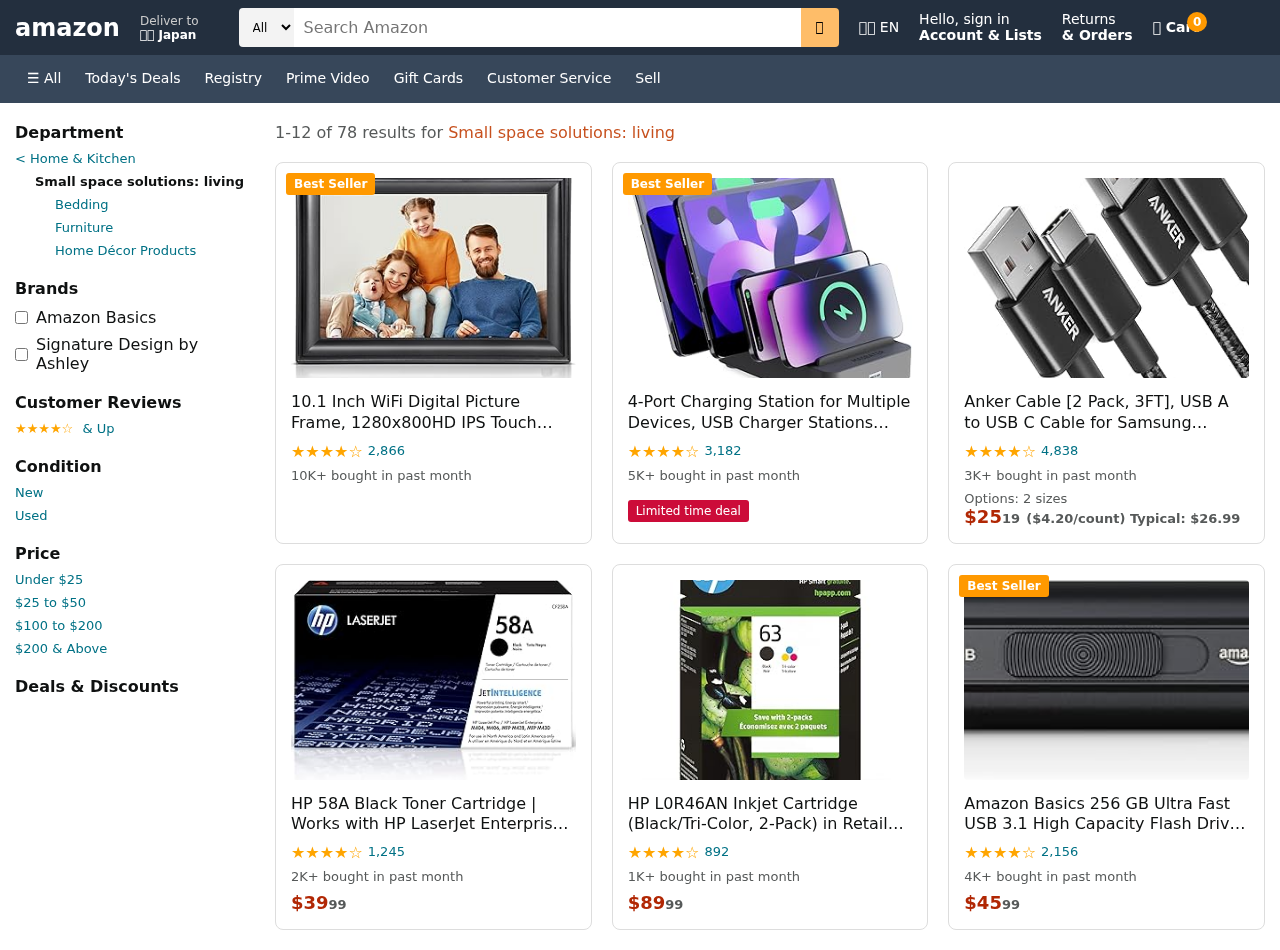 amazon
Deliver to
Japan
All
Search Amazon
EN
Hello, sign in
Account & Lists
Returns
& Orders
0
☰ All
Today's Deals
Registry
Prime Video
Gift Cards
Customer Service
Sell
Department
< Home & Kitchen
Small space solutions: living
Bedding
Furniture
Home Décor Products
Brands
Amazon Basics
Signature Design by
Ashley
Customer Reviews
★★★★☆ & Up
Condition
New
Used
Price
Under $25
$25 to $50
$100 to $200
$200 & Above
Deals & Discounts
1-12 of 78 results for Small space solutions: living
Best Seller
10.1 Inch WiFi Digital Picture
Frame, 1280x800HD IPS Touch...
★★★★☆ 2,866
10K+ bought in past month
Best Seller
4-Port Charging Station for Multiple
Devices, USB Charger Stations...
★★★★☆ 3,182
5K+ bought in past month
Limited time deal
ANKER
ANKER
Anker Cable [2 Pack, 3FT], USB A
to USB C Cable for Samsung...
★★★★☆ 4,838
3K+ bought in past month
Options: 2 sizes
$2519 ($4.20/count) Typical: $26.99
hp
LASERJET
CF258A
58A
JETINTELLIGENCE
HP 58A Black Toner Cartridge |
Works with HP LaserJet Enterpris...
★★★★☆ 1,245
2K+ bought in past month
$3999
HP Smart gratuite.
hpapp.com
63
Save with 2-packs
Économisez avec 2 paquets
HP L0R46AN Inkjet Cartridge
(Black/Tri-Color, 2-Pack) in Retail...
★★★★☆ 892
1K+ bought in past month
$8999
Best Seller
B
ama
Amazon Basics 256 GB Ultra Fast
USB 3.1 High Capacity Flash Driv...
★★★★☆ 2,156
4K+ bought in past month
$4599